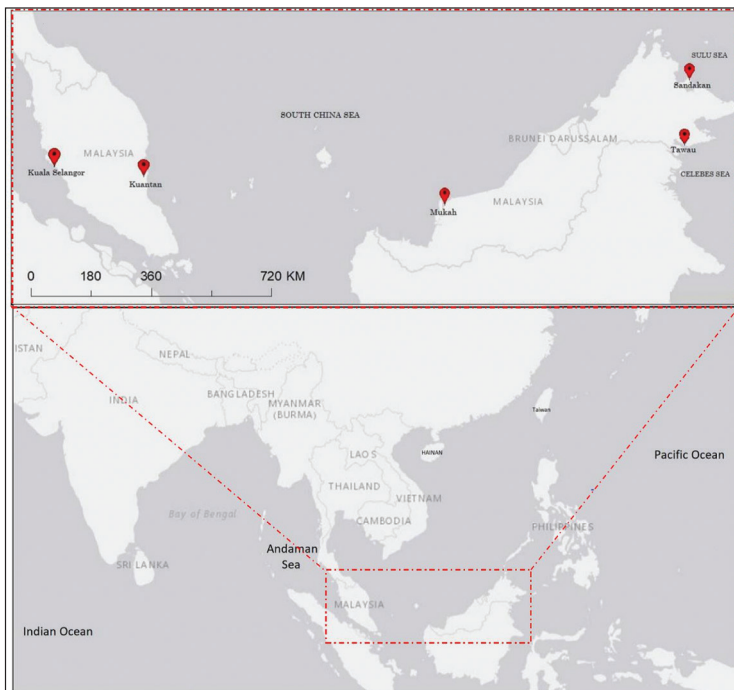 SULU SEA
Sandakan
SOUTH CHINA SEA
BRUNEI DARUSSALAM
Tawau
MALAYSIA
Kuala Selangor
Kuantan
CELEBES SEA
MALAYSIA
Mukah
0 180 360 720 KM
ISTAN
NEPAL
BANGLADESH
INDIA
MYANMAR
(BURMA)
Taiwan
HAINAN
LAOS
Pacific Ocean
THAILAND
VIETNAM
Bay of Bengal
CAMBODIA
PHILIPPINES
Andaman
Sea
SRI LANKA
MALAYSIA
Indian Ocean